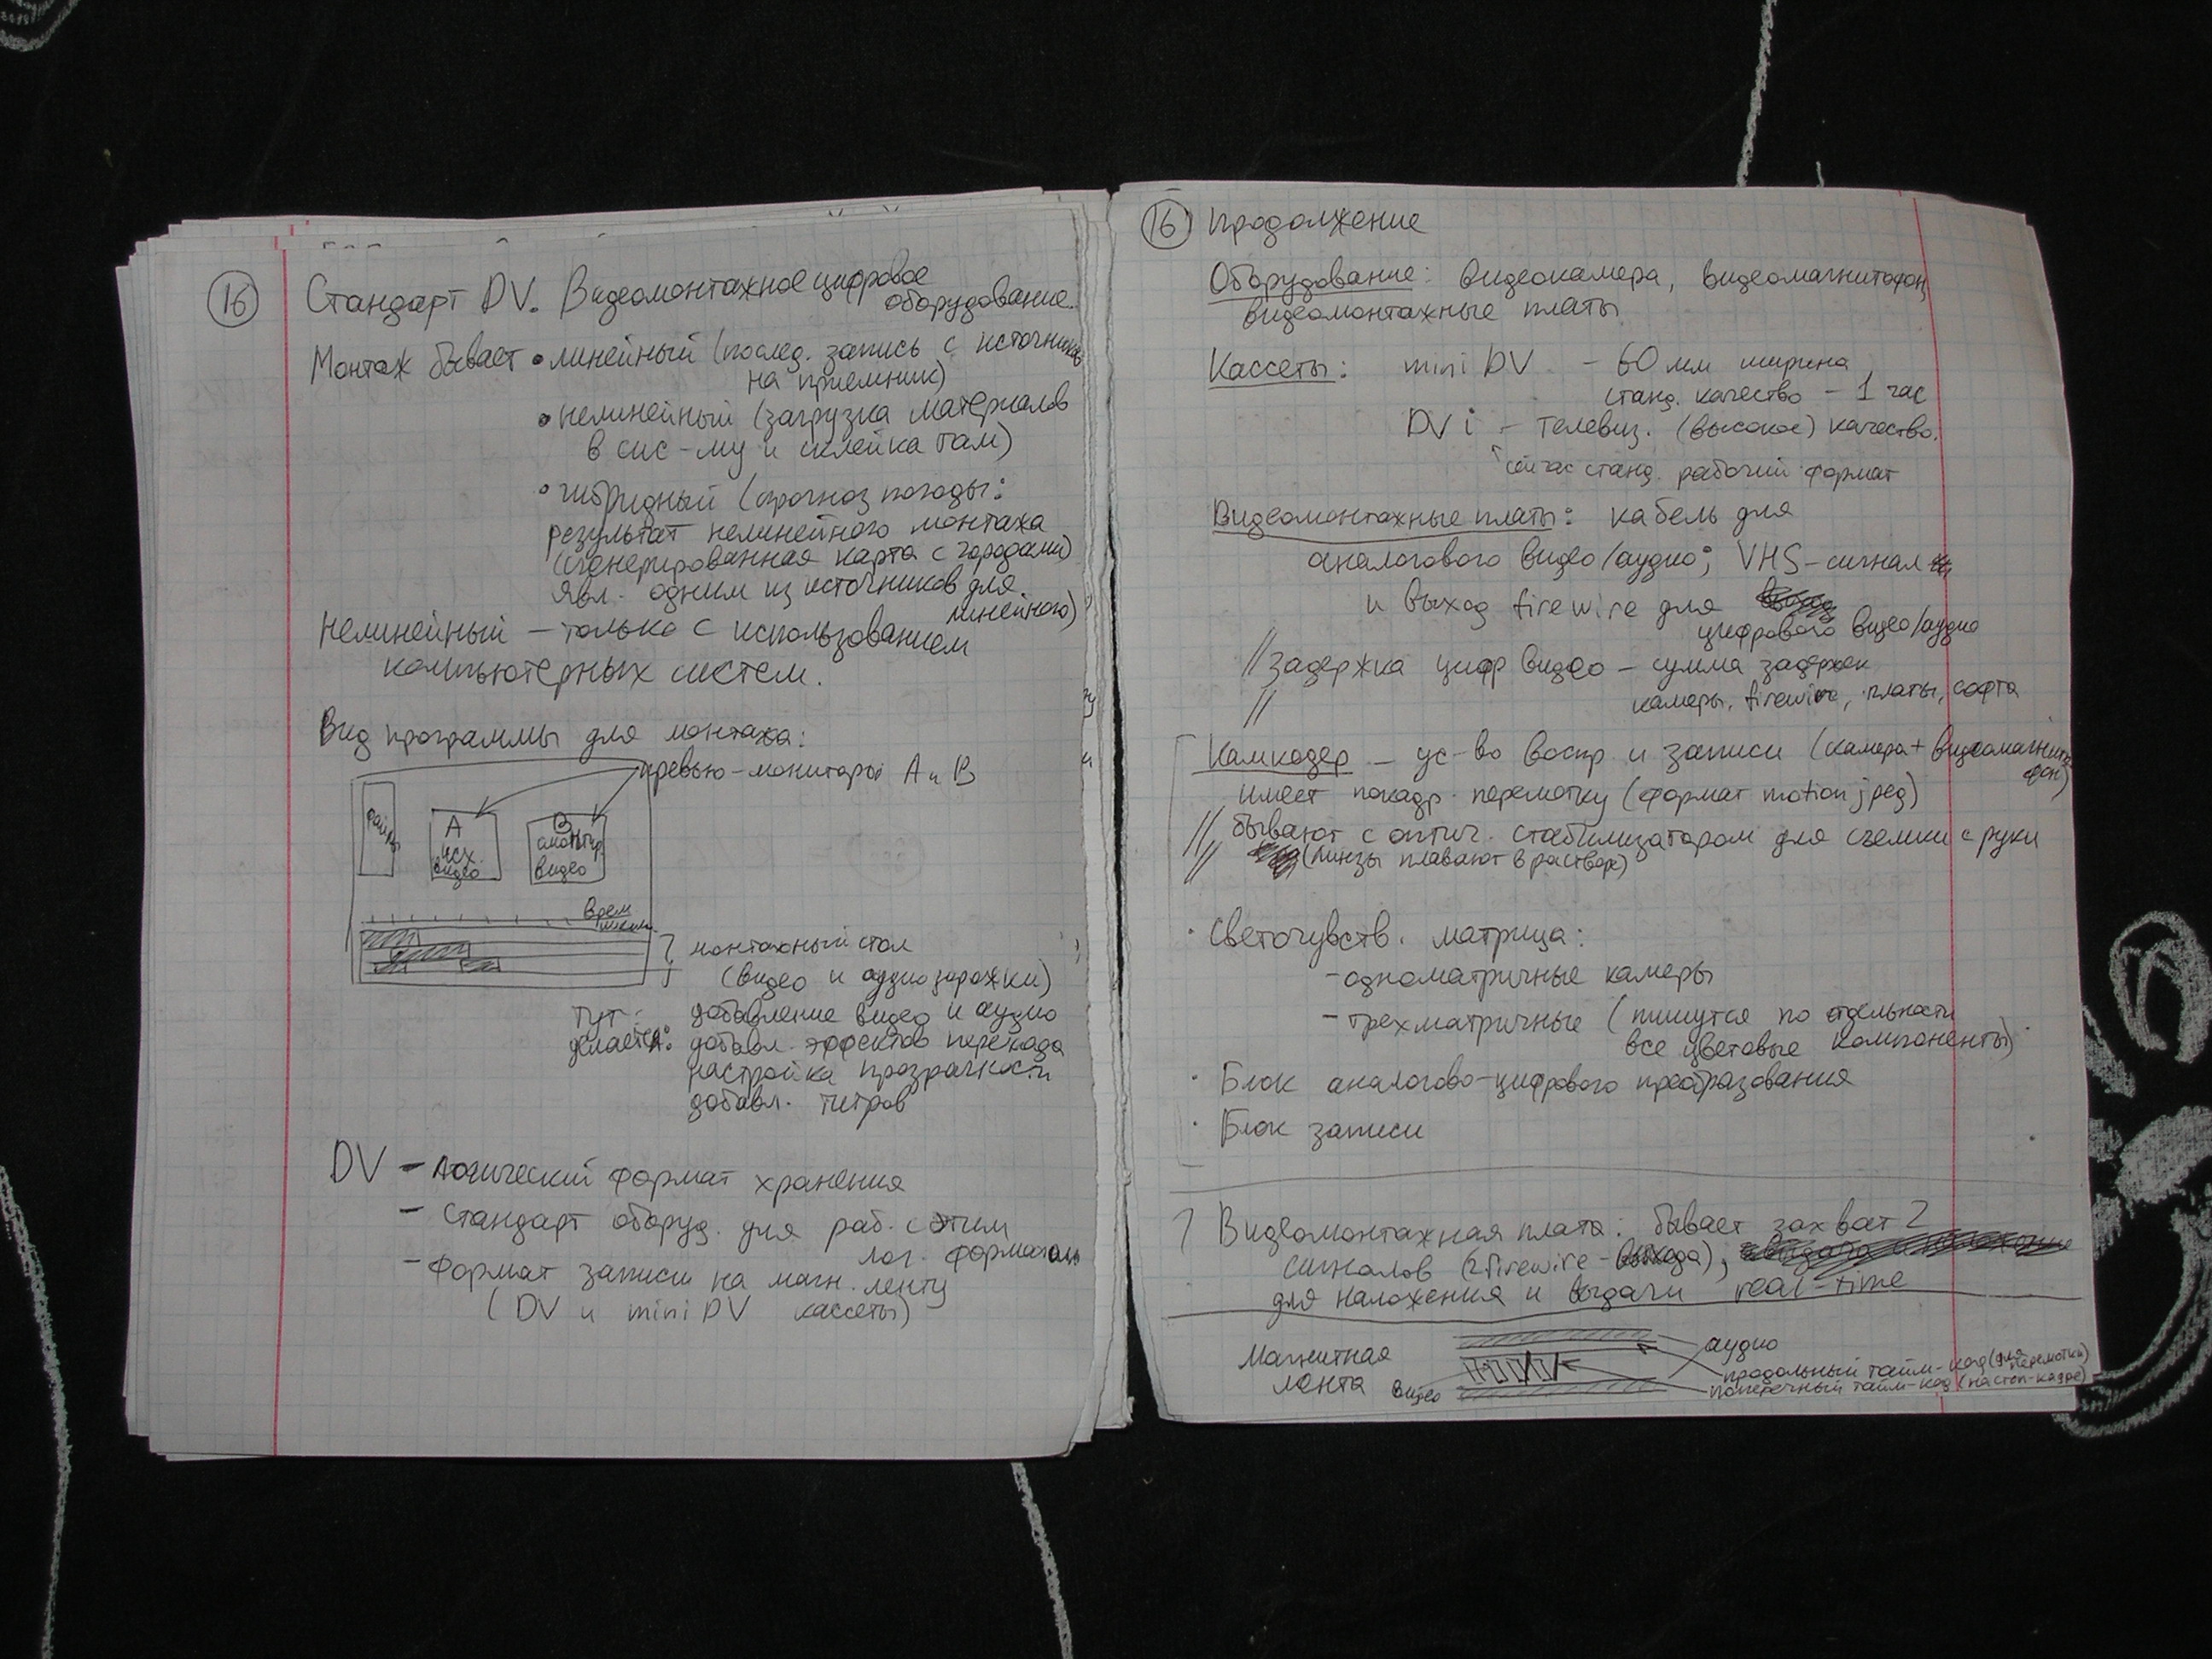 16
Стандарт DV. Видеомонтажное цифровое
оборудование.
Монтаж бывает • линейный (послед. запись с источников
на приемник)
• нелинейный (загрузка материалов
в сис-му и склейка там)
• гибридный (прогноз погоды:
результат нелинейного монтажа
(сгенерированная карта с городами)
явл. одним из источников для
линейного)
Нелинейный – только с использованием
компьютерных систем.
Вид программы для монтажа:
превью-мониторы A и B
файлы
A
исх.
видео
B
смонтир.
видео
врем
шкала
монтажный стол
(видео и аудио дорожки)
тут
делается:
добавление видео и аудио
добавл. эффектов перехода
настройка прозрачности
добавл. титров
DV – логический формат хранения
– стандарт оборуд. для раб. с этим
лог. форматом
– формат записи на магн. ленту
(DV и mini DV кассеты)
16 Продолжение
Оборудование: видеокамера, видеомагнитофон,
видеомонтажные платы
Кассеты: mini DV – 60 мм ширина,
станд. качество – 1 час
DVi – телевиз. (высокое) качество.
сейчас станд. рабочий формат
Видеомонтажные платы: кабель для
аналогового видео/аудио; VHS-сигнал
и выход firewire для
цифрового видео/аудио
// задержка цифр видео – сумма задержек
// камеры, firewire, платы, софта
Камкодер – ус-во воспр и записи (камера + видеомагнито
фон)
имеет покадр. перемотку (формат motion jpeg)
// бывают с оптич. стабилизатором для съемки с руки
// (линзы плавают в растворе)
· Светочувств. матрица:
- одноматричные камеры
- трехматричные (пишутся по отдельности
все цветовые компоненты)
· Блок аналогово-цифрового преобразования
· Блок записи
Видеомонтажная плата: бывает захват 2
сигналов (2 firewire-выхода),
для наложения и выдачи real-time
Магнитная
лента
видео
аудио
продольный тайм-код (для перемотки)
поперечный тайм-код (на стоп-кадре)